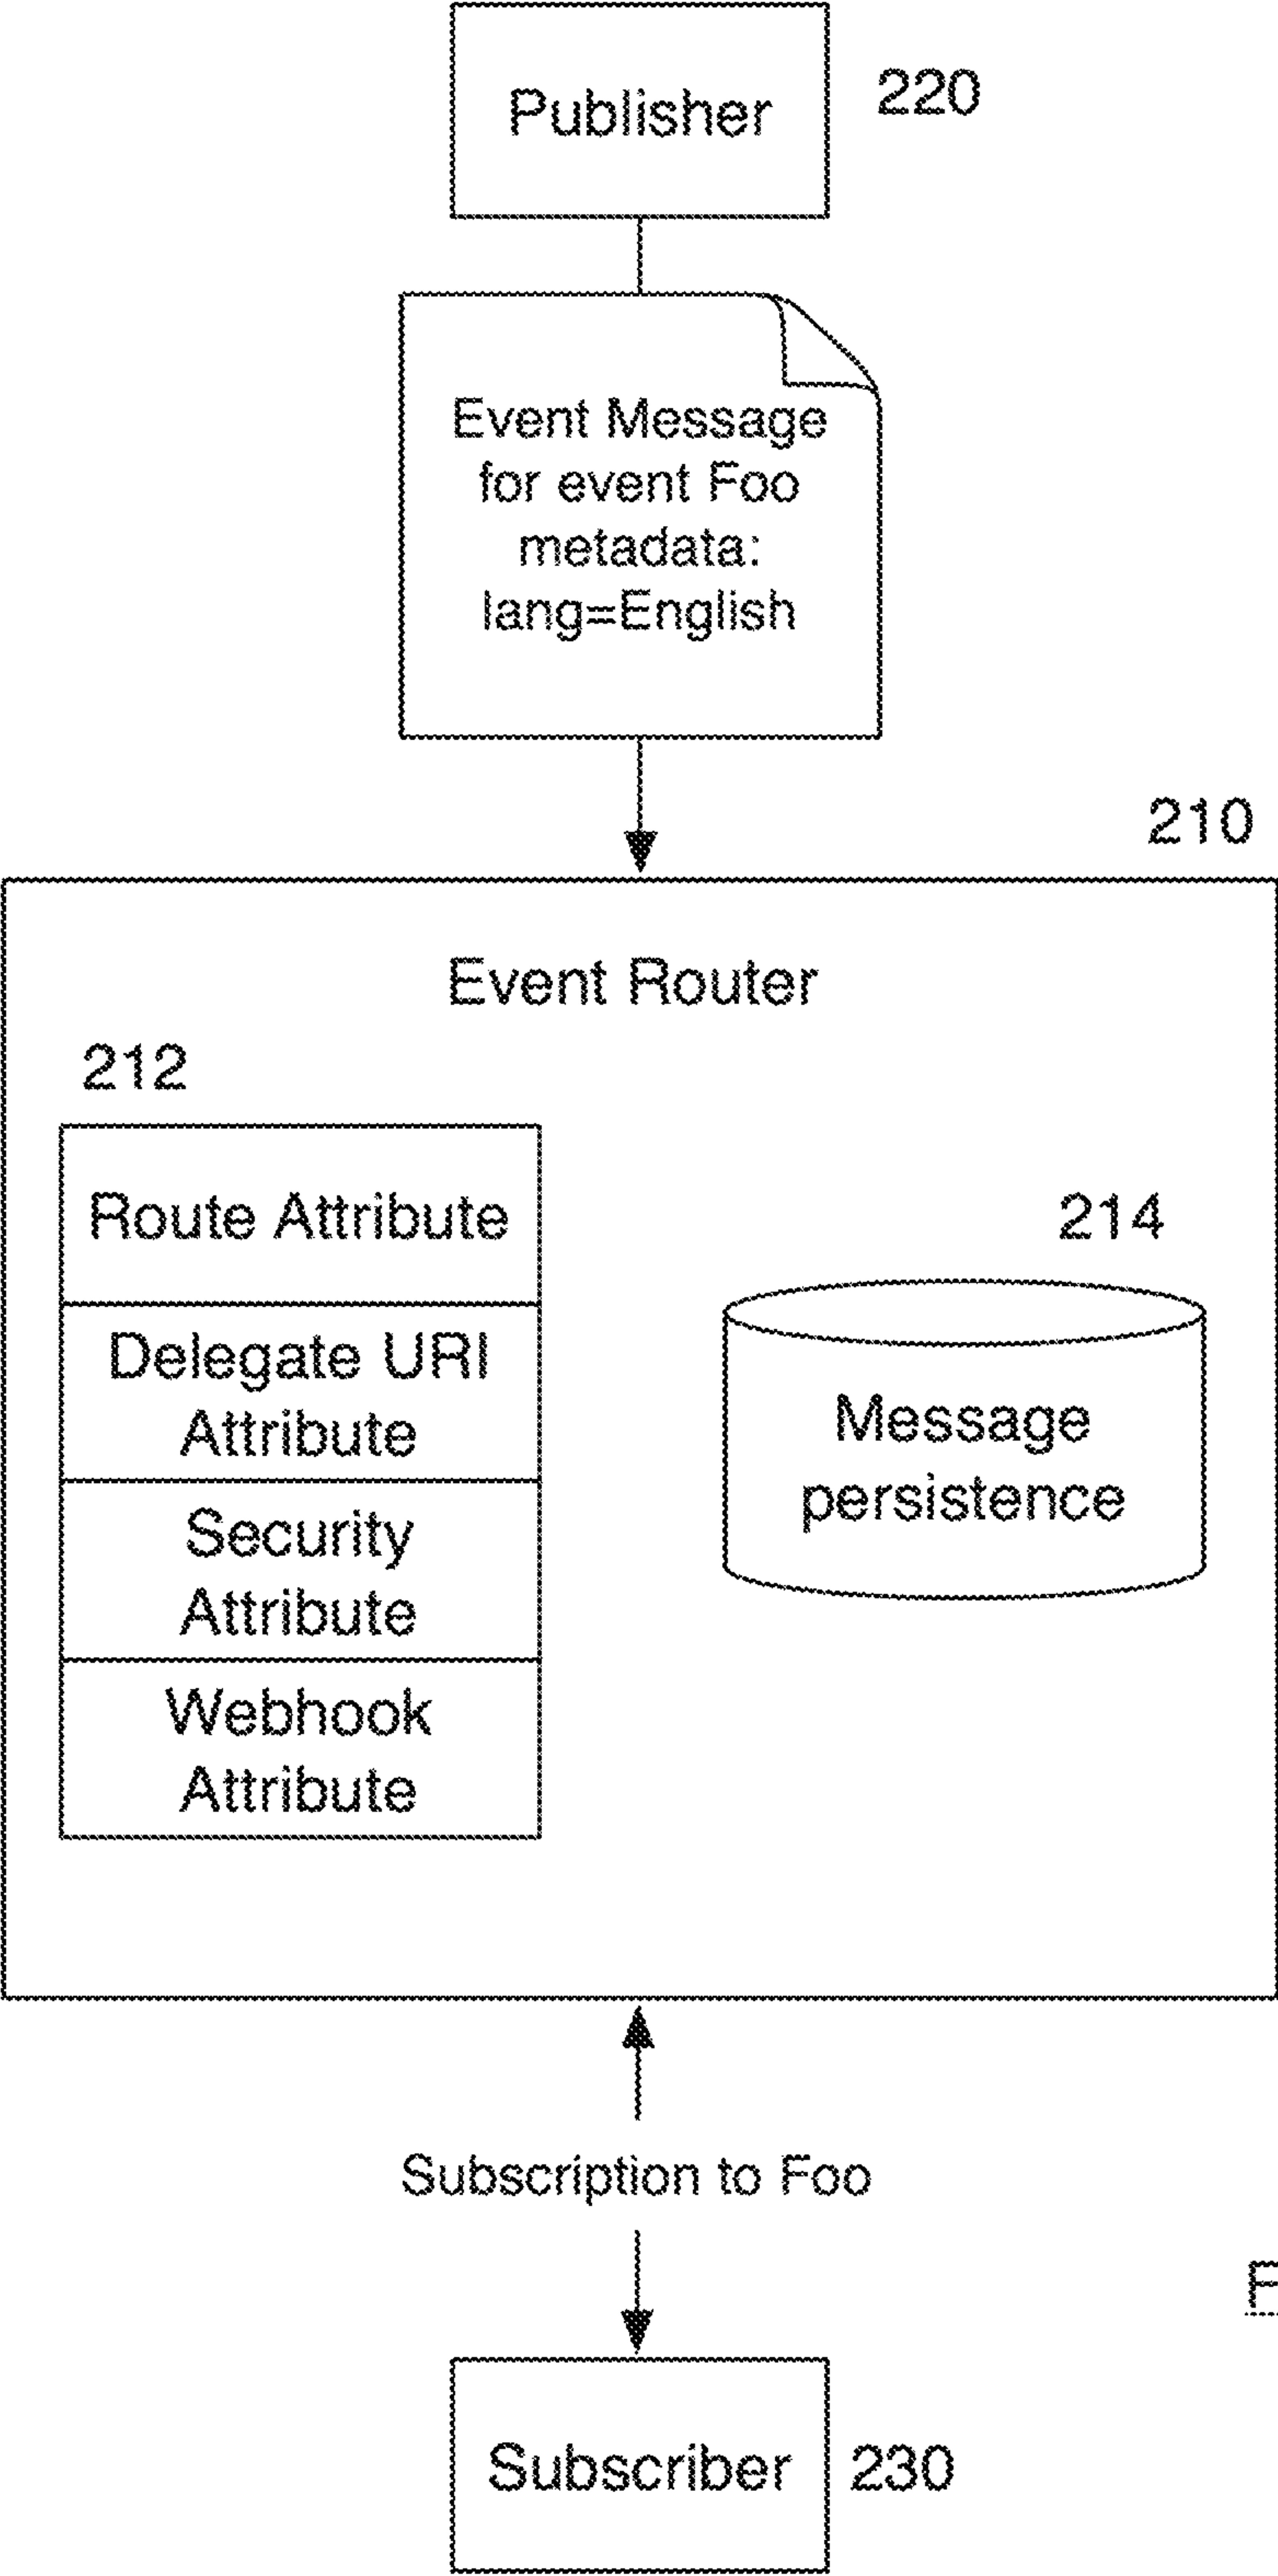 Publisher
220
Event Message
for event Foo
metadata:
lang=English
210
Event Router
212
Route Attribute
214
Delegate URI
Attribute
Message
persistence
Security
Attribute
Webhook
Attribute
Subscription to Foo
F
Subscriber
230